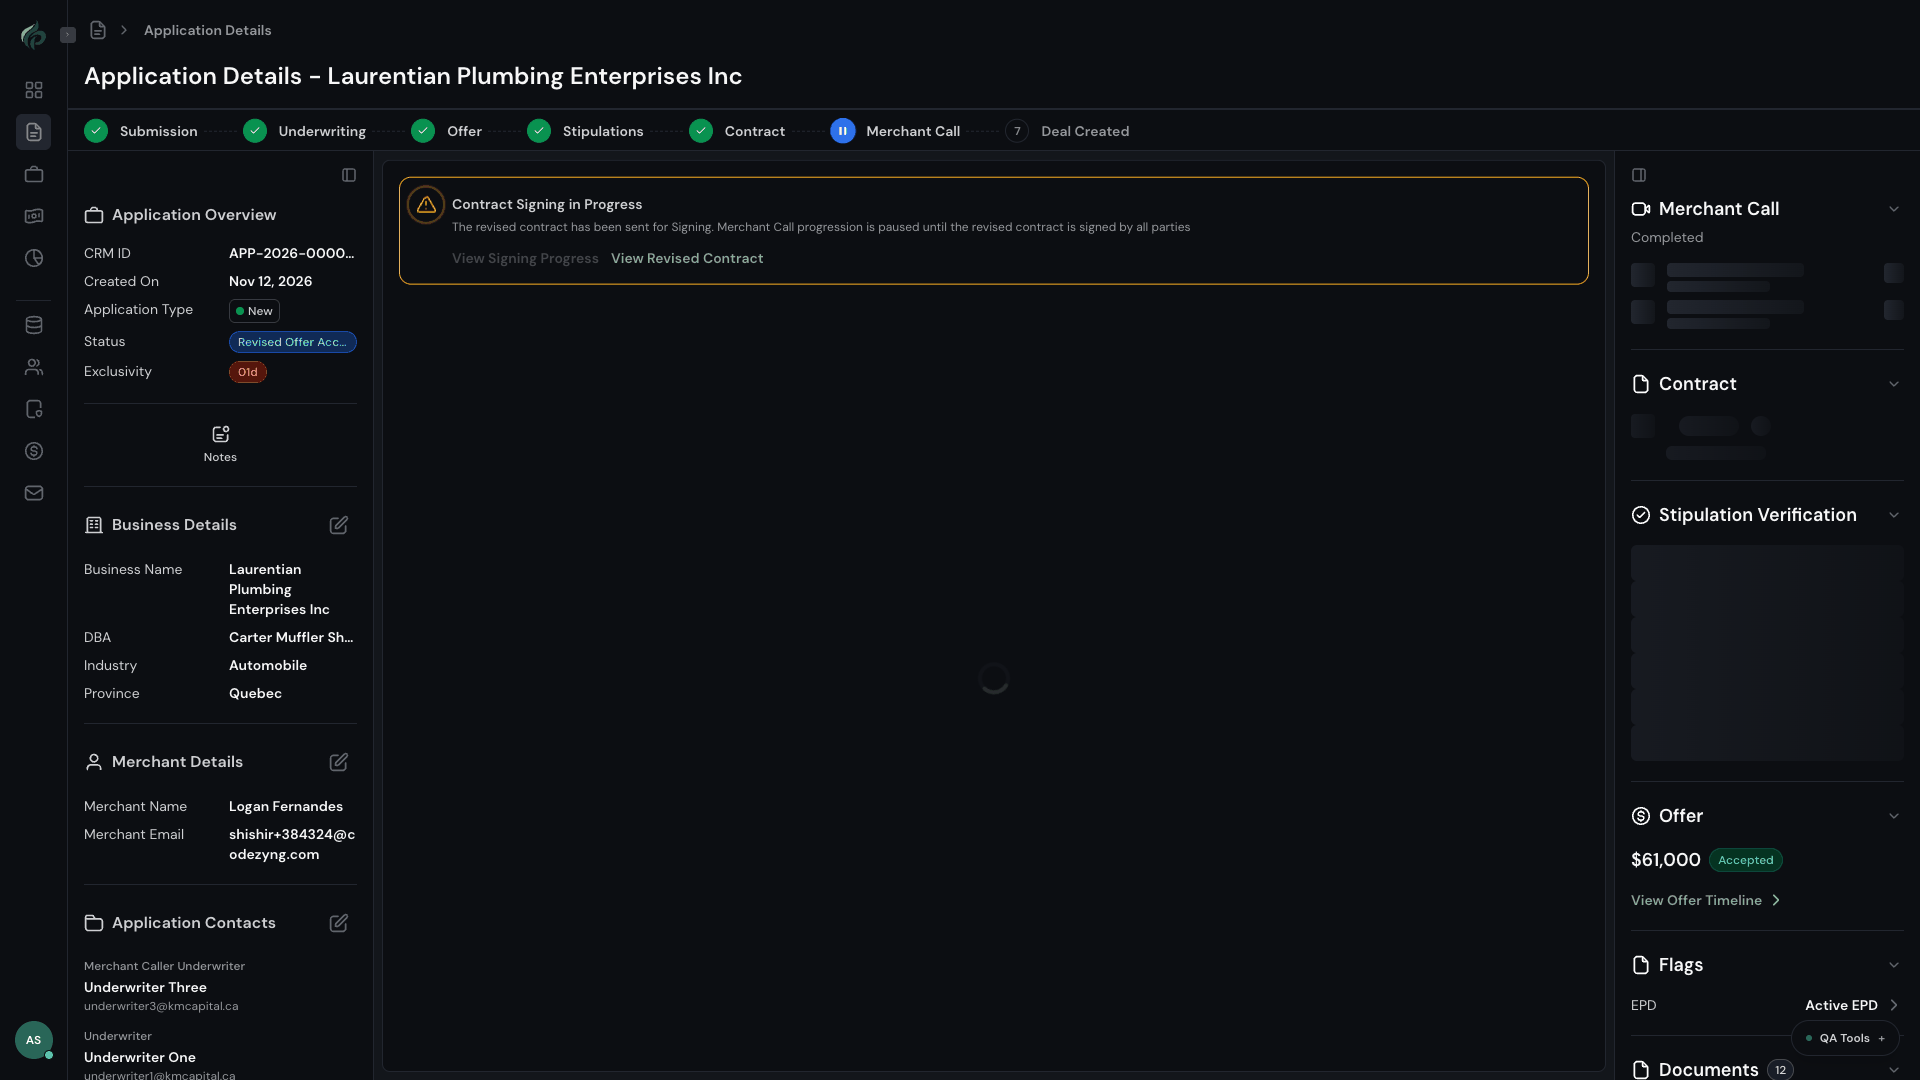 Application Details
Application Details – Laurentian Plumbing Enterprises Inc
Submission
Underwriting
Offer
Stipulations
Contract
Merchant Call
7
Deal Created
Application Overview
CRM ID
APP-2026-0000...
Created On
Nov 12, 2026
Application Type
New
Status
Revised Offer Acc...
Exclusivity
01d
Notes
Business Details
Business Name
Laurentian
Plumbing
Enterprises Inc
DBA
Carter Muffler Sh...
Industry
Automobile
Province
Quebec
Merchant Details
Merchant Name
Logan Fernandes
Merchant Email
shishir+384324@c
odezyng.com
Application Contacts
Merchant Caller Underwriter
Underwriter Three
underwriter3@kmcapital.ca
Underwriter
Underwriter One
underwriter1@kmcapital.ca
AS
Contract Signing in Progress
The revised contract has been sent for Signing. Merchant Call progression is paused until the revised contract is signed by all parties
View Signing Progress
View Revised Contract
Merchant Call
Completed
Contract
Stipulation Verification
Offer
$61,000
Accepted
View Offer Timeline
Flags
EPD
Active EPD
QA Tools +
Documents
12